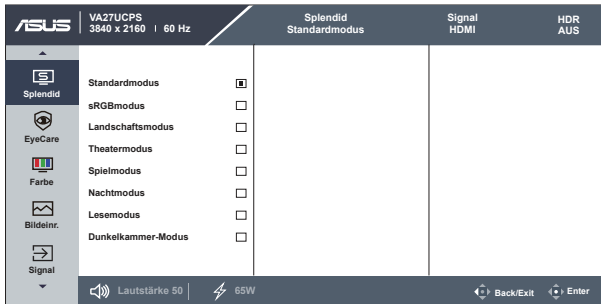 ASUS
VA27UCPS
3840 x 2160 | 60 Hz
Splendid
Standardmodus
Signal
HDMI
HDR
AUS
Splendid
EyeCare
Farbe
Bildeinr.
Signal
Standardmodus
sRGBmodus
Landschaftsmodus
Theatermodus
Spielmodus
Nachtmodus
Lesemodus
Dunkelkammer-Modus
Lautstärke 50
65W
Back/Exit
Enter